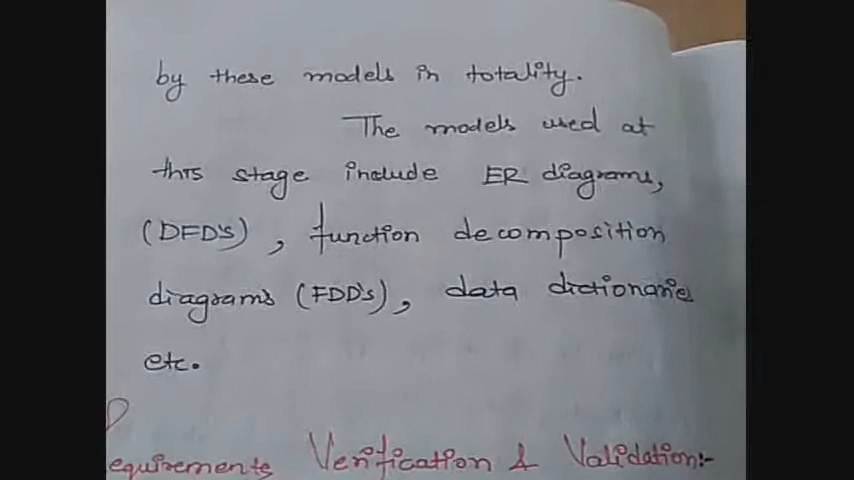 by these models in totality.
The models used at
this stage include ER diagrams,
(DFD's), function decomposition
diagrams (FDD's), data dictionaries
etc.
equirements Verification & Validation:-